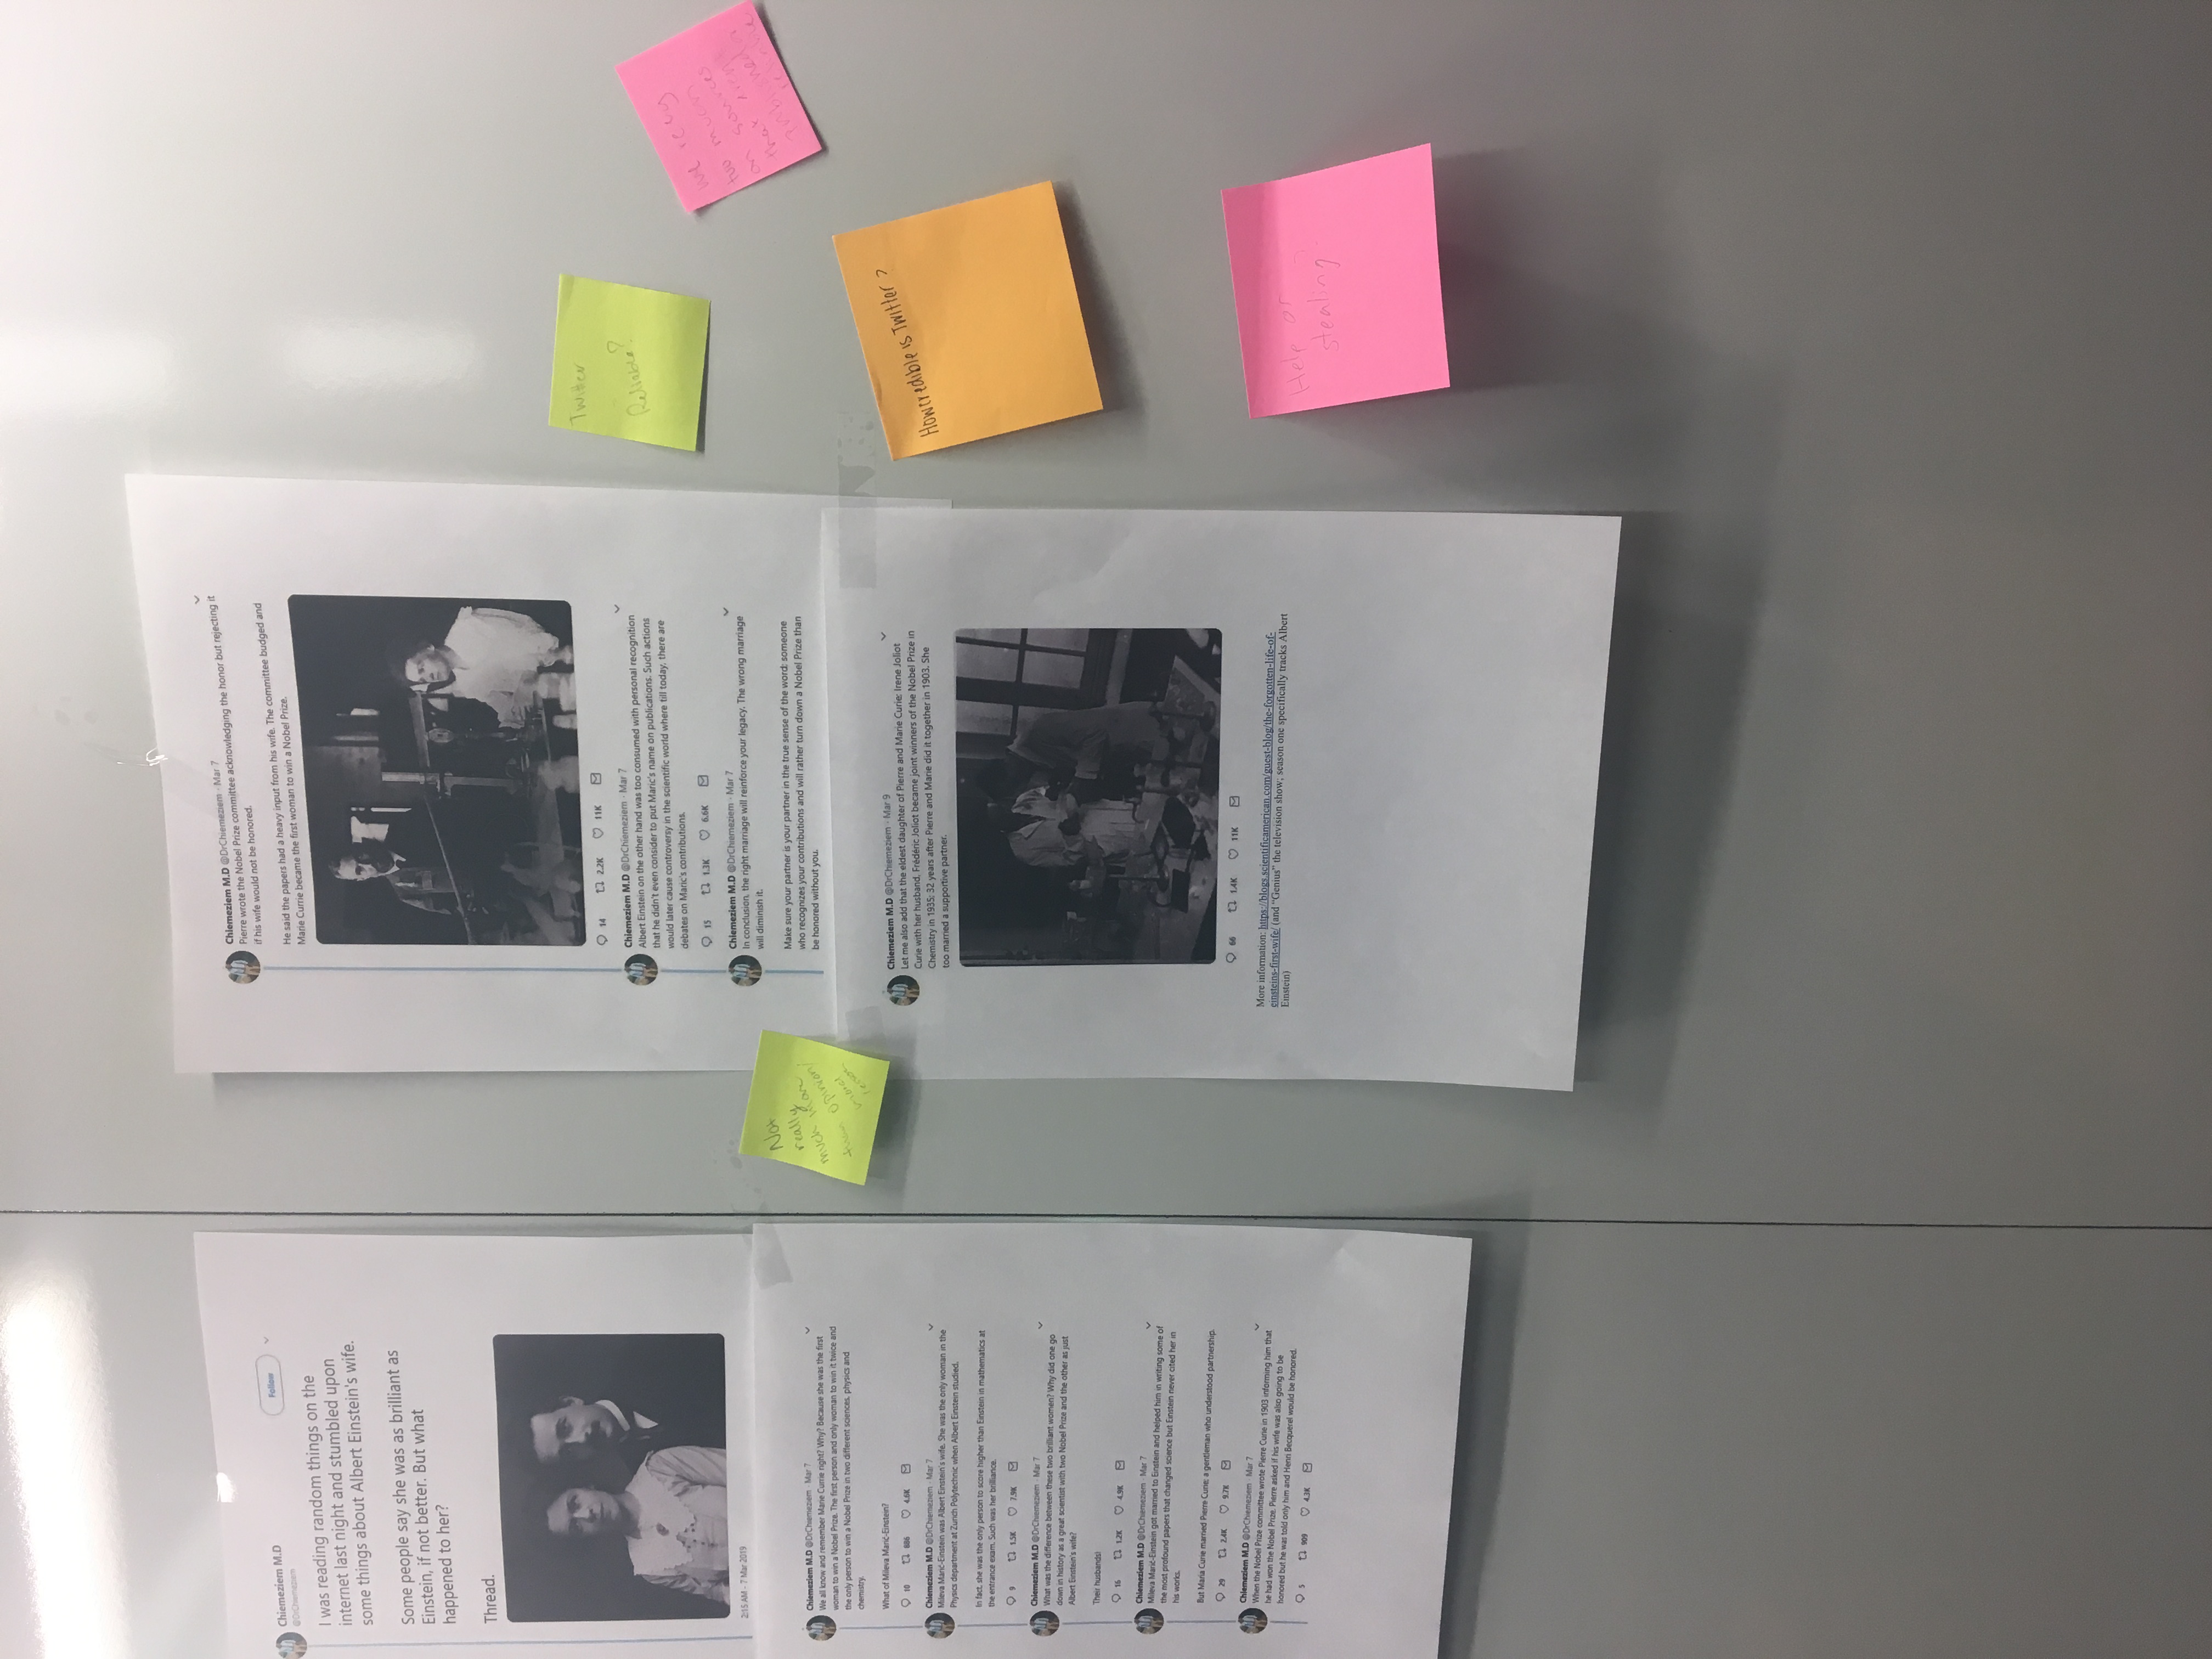 Chiemeziem M.D
@DrChiemeziem
Follow
I was reading random things on the
internet last night and stumbled upon
some things about Albert Einstein's wife.
Some people say she was as brilliant as
Einstein, if not better. But what
happened to her?
Thread.
2:15 AM - 7 Mar 2019
Chiemeziem M.D @DrChiemeziem · Mar 7
We all know and remember Marie Currie right? Why? Because she was the first
woman to win a Nobel Prize. The first person and only woman to win it twice and
the only person to win a Nobel Prize in two different sciences, physics and
chemistry.
What of Mileva Marić-Einstein?
10 686 4.6K
Chiemeziem M.D @DrChiemeziem · Mar 7
Mileva Marić-Einstein was Albert Einstein's wife. She was the only woman in the
Physics department at Zurich Polytechnic when Albert Einstein studied.
In fact, she was the only person to score higher than Einstein in mathematics at
the entrance exam. Such was her brilliance.
9 1.5K 7.9K
Chiemeziem M.D @DrChiemeziem · Mar 7
What was the difference between these two brilliant women? Why did one go
down in history as a great scientist with two Nobel Prize and the other as just
Albert Einstein's wife?
Their husbands!
16 1.2K 4.9K
Chiemeziem M.D @DrChiemeziem · Mar 7
Mileva Marić-Einstein got married to Einstein and helped him in writing some of
the most profound papers that changed science but Einstein never cited her in
his works.
But Maria Curie married Pierre Curie; a gentleman who understood partnership.
29 2.4K 9.7K
Chiemeziem M.D @DrChiemeziem · Mar 7
When the Nobel Prize committee wrote Pierre Curie in 1903 informing him that
he had won the Nobel Prize, Pierre asked if his wife was also going to be
honored but he was told only him and Henri Becquerel would be honored.
5 909 4.3K
Chiemeziem M.D @DrChiemeziem · Mar 7
Pierre wrote the Nobel Prize committee acknowledging the honor but rejecting it
if his wife would not be honored.
He said the papers had a heavy input from his wife. The committee budged and
Marie Currie became the first woman to win a Nobel Prize.
14 2.2K 11K
Chiemeziem M.D @DrChiemeziem · Mar 7
Albert Einstein on the other hand was too consumed with personal recognition
that he didn't even consider to put Maric's name on publications. Such actions
would later cause controversy in the scientific world where till today, there are
debates on Maric's contributions.
15 1.3K 6.6K
Chiemeziem M.D @DrChiemeziem · Mar 7
In conclusion, the right marriage will reinforce your legacy. The wrong marriage
will diminish it.
Make sure your partner is your partner in the true sense of the word; someone
who recognizes your contributions and will rather turn down a Nobel Prize than
be honored without you.
Chiemeziem M.D @DrChiemeziem · Mar 9
Let me also add that the eldest daughter of Pierre and Marie Curie; Irene Joliot
Curie with her husband, Frédéric Joliot became joint winners of the Nobel Prize in
Chemistry in 1935; 32 years after Pierre and Marie did it together in 1903. She
too married a supportive partner.
66 1.4K 11K
More information: https://blogs.scientificamerican.com/guest-blog/the-forgotten-life-of-
einsteins-first-wife/ (and "Genius" the television show; season one specifically tracks Albert
Einstein)
Not
really
much more
than opinion/
moral
lesson
Twitter
Reliable?
we rely
too much
on sources
that aren't
reliable
How credible is Twitter?
Help or
stealing?